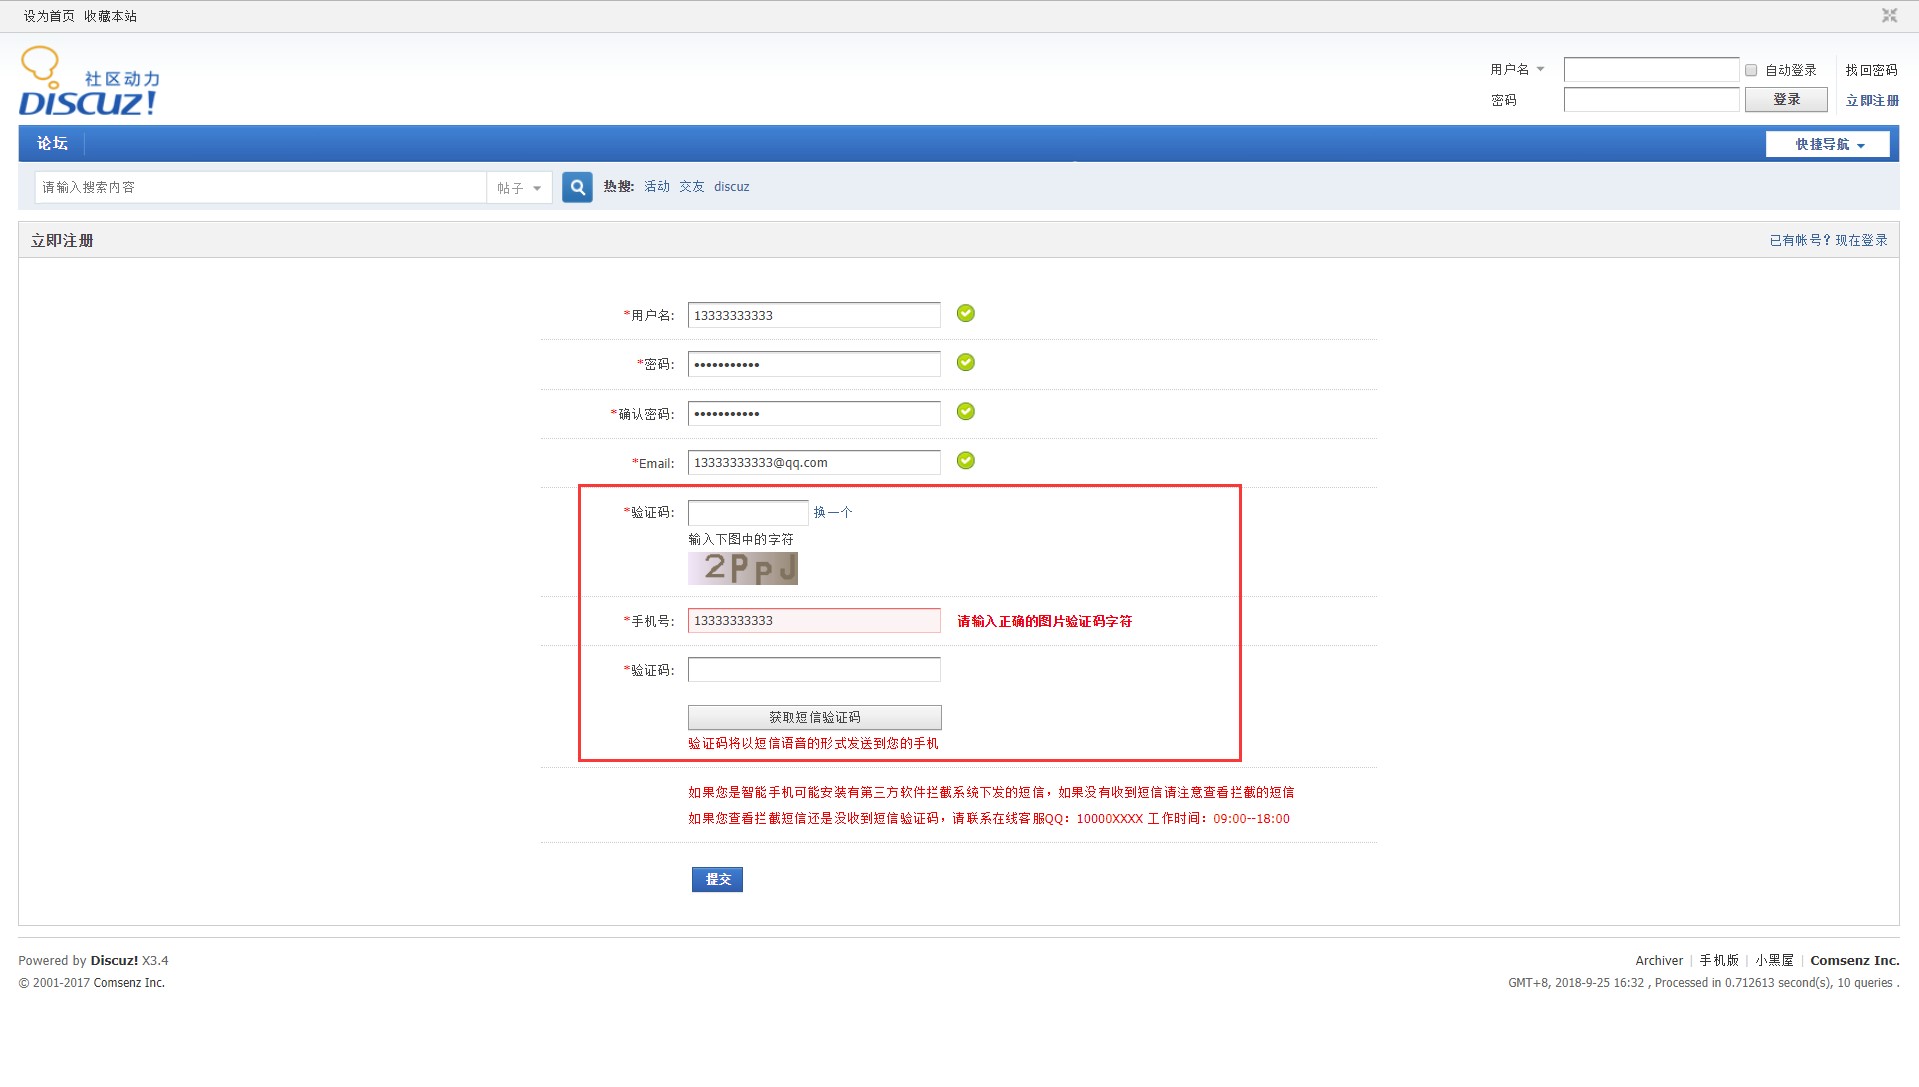 设为首页 收藏本站
社区动力
DISCUZ!
用户名 自动登录 找回密码
密码 登录 立即注册
论坛 快捷导航
请输入搜索内容 帖子 热搜: 活动 交友 discuz
立即注册 已有帐号？现在登录
*用户名: 13333333333
*密码: •••••••••••
*确认密码: •••••••••••
*Email: 13333333333@qq.com
*验证码: 换一个
输入下图中的字符
2PpJ
*手机号: 13333333333 请输入正确的图片验证码字符
*验证码:
获取短信验证码
验证码将以短信语音的形式发送到您的手机
如果您是智能手机可能安装有第三方软件拦截系统下发的短信，如果没有收到短信请注意查看拦截的短信
如果您查看拦截短信还是没收到短信验证码，请联系在线客服QQ：10000XXXX 工作时间：09:00--18:00
提交
Powered by Discuz! X3.4 Archiver | 手机版 | 小黑屋 | Comsenz Inc.
© 2001-2017 Comsenz Inc. GMT+8, 2018-9-25 16:32 , Processed in 0.712613 second(s), 10 queries .